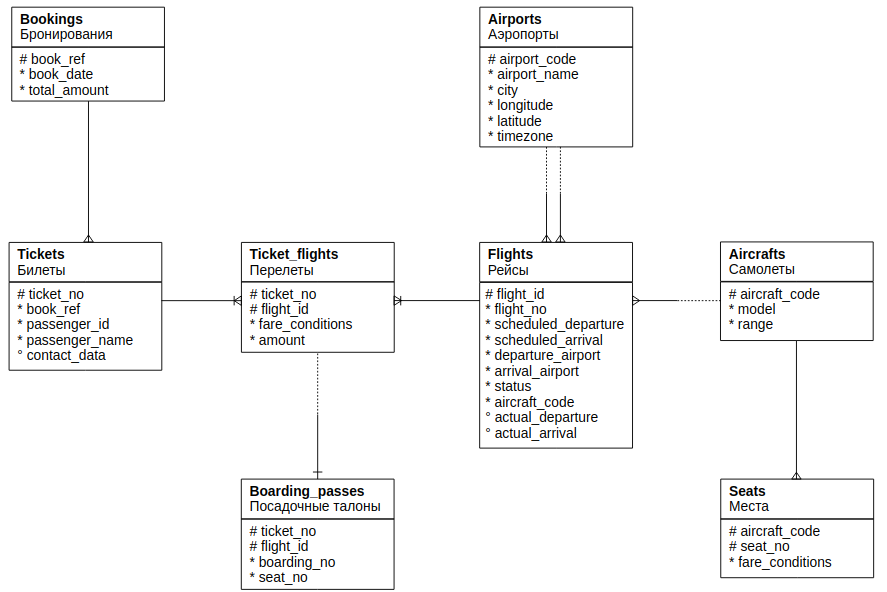 Bookings
Бронирования
# book_ref
* book_date
* total_amount
Airports
Аэропорты
# airport_code
* airport_name
* city
* longitude
* latitude
* timezone
Tickets
Билеты
# ticket_no
* book_ref
* passenger_id
* passenger_name
° contact_data
Ticket_flights
Перелеты
# ticket_no
# flight_id
* fare_conditions
* amount
Flights
Рейсы
# flight_id
* flight_no
* scheduled_departure
* scheduled_arrival
* departure_airport
* arrival_airport
* status
* aircraft_code
° actual_departure
° actual_arrival
Aircrafts
Самолеты
# aircraft_code
* model
* range
Boarding_passes
Посадочные талоны
# ticket_no
# flight_id
* boarding_no
* seat_no
Seats
Места
# aircraft_code
# seat_no
* fare_conditions